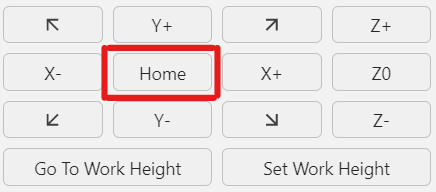 ↖ Y+ ↗ Z+
X- Home X+ Z0
↙ Y- ↘ Z-
Go To Work Height Set Work Height